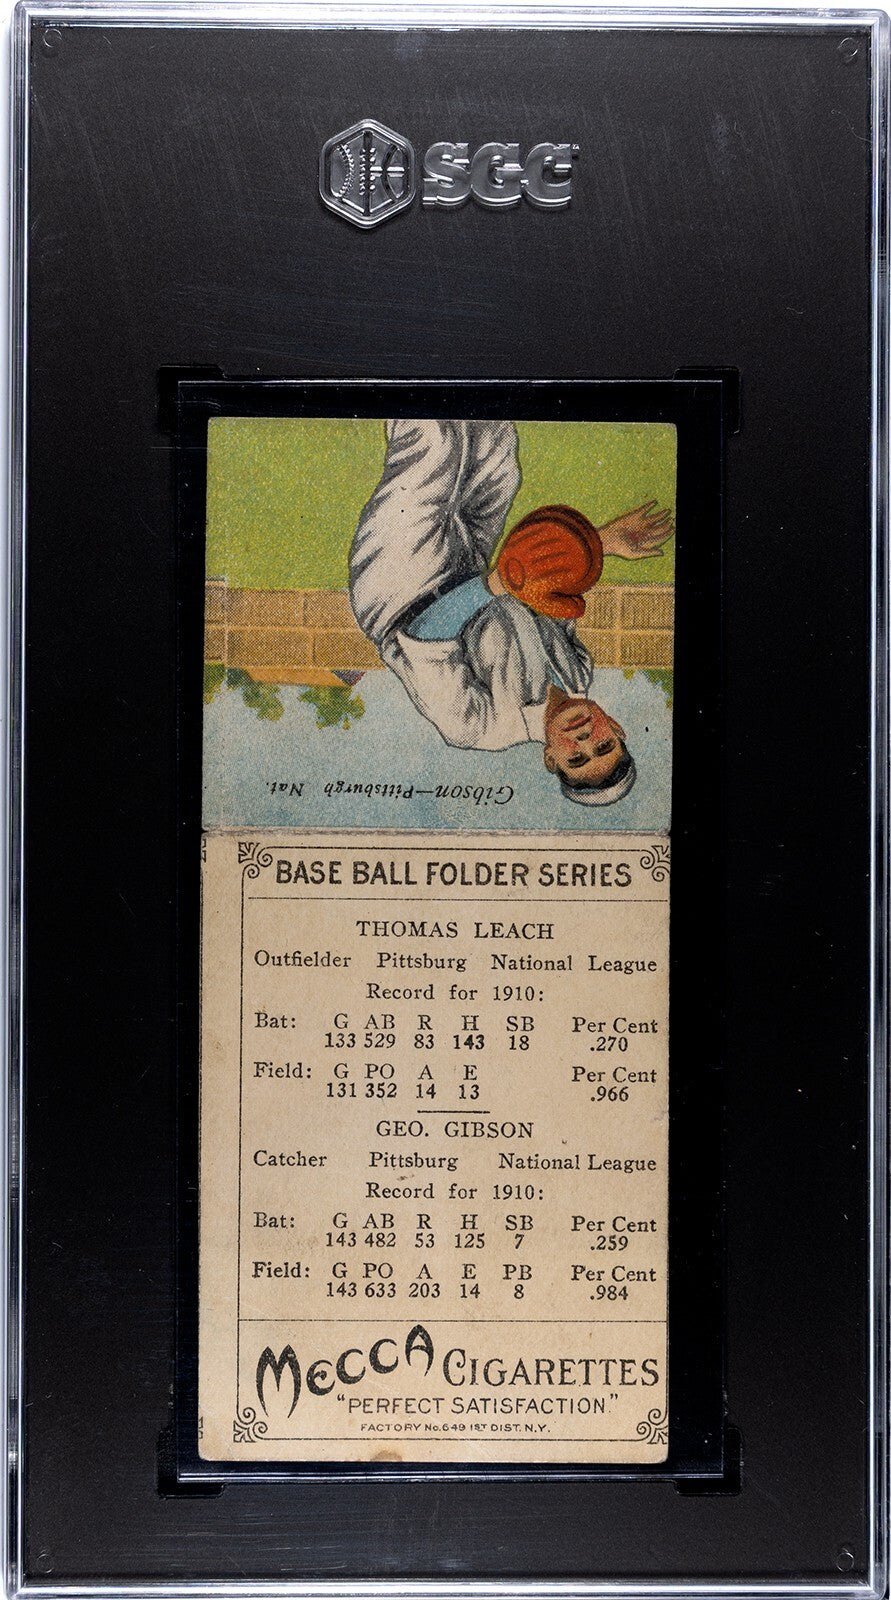 SGC
Gibson—Pittsburgh Nat.
BASE BALL FOLDER SERIES
THOMAS LEACH
Outfielder Pittsburg National League
Record for 1910:
Bat: G AB R H SB Per Cent
133 529 83 143 18 .270
Field: G PO A E Per Cent
131 352 14 13 .966
GEO. GIBSON
Catcher Pittsburg National League
Record for 1910:
Bat: G AB R H SB Per Cent
143 482 53 125 7 .259
Field: G PO A E PB Per Cent
143 633 203 14 8 .984
MECCA CIGARETTES
"PERFECT SATISFACTION"
FACTORY No. 649 1ST DIST. N.Y.